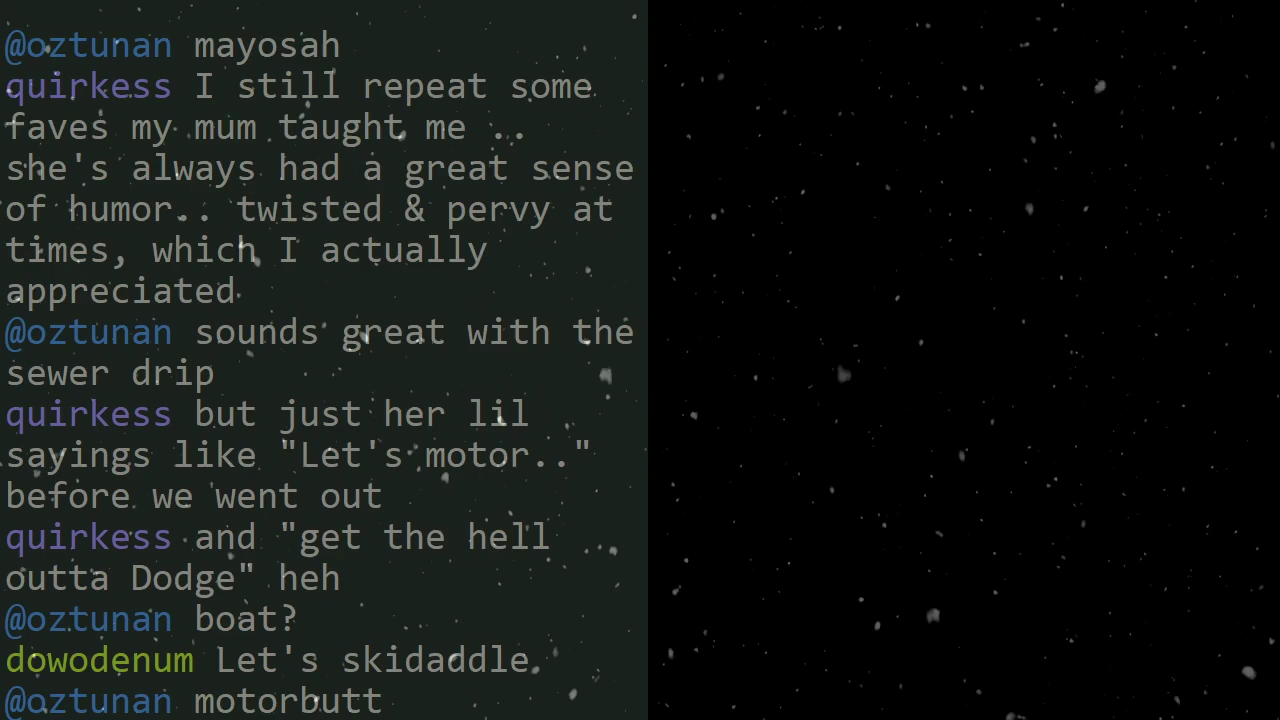 @oztunan mayosah
quirkess I still repeat some
faves my mum taught me ..
she's always had a great sense
of humor.. twisted & pervy at
times, which I actually
appreciated
@oztunan sounds great with the
sewer drip
quirkess but just her lil
sayings like "Let's motor.."
before we went out
quirkess and "get the hell
outta Dodge" heh
@oztunan boat?
dowodenum Let's skidaddle
@oztunan motorbutt